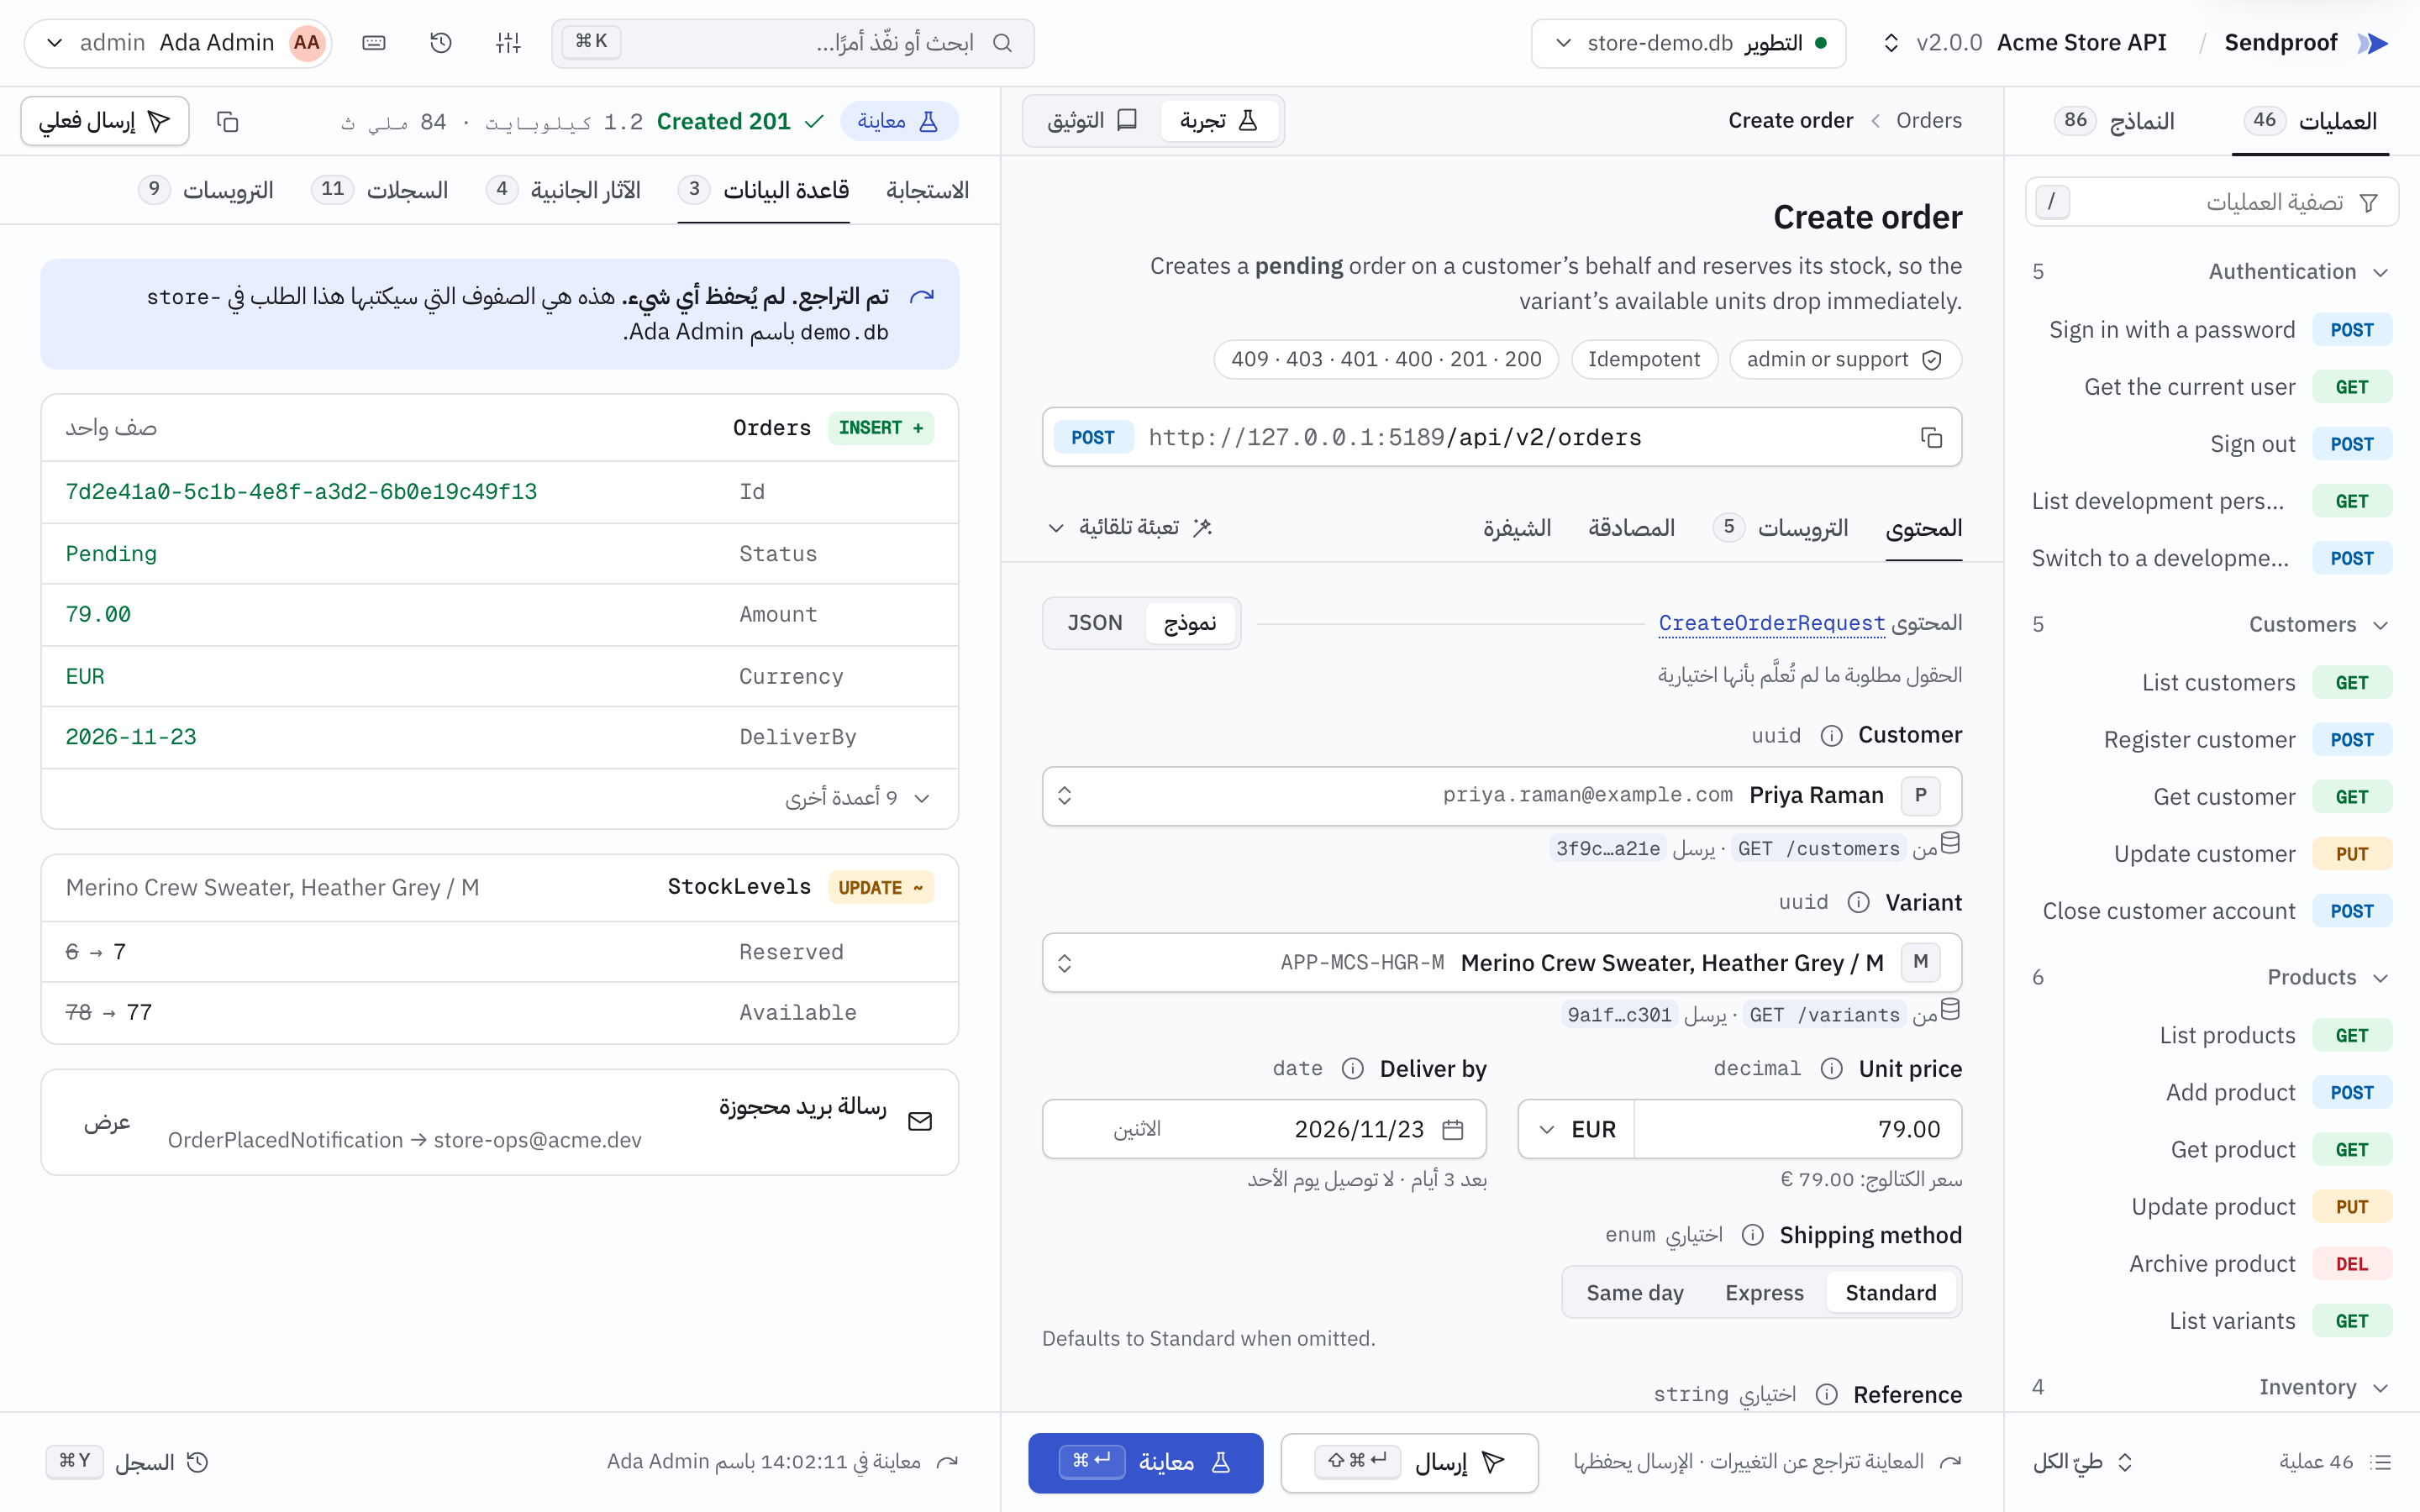 Sendproof / Acme Store API v2.0.0
التطوير store-demo.db
ابحث أو نفّذ أمرًا... ⌘K
AA Ada Admin admin
العمليات 46
النماذج 86
تصفية العمليات /
Authentication 5
POST Sign in with a password
GET Get the current user
POST Sign out
GET List development pers...
POST Switch to a developme...
Customers 5
GET List customers
POST Register customer
GET Get customer
PUT Update customer
POST Close customer account
Products 6
GET List products
POST Add product
GET Get product
PUT Update product
DEL Archive product
GET List variants
Inventory 4
46 عملية
طيّ الكل
Orders
Create order
تجربة
التوثيق
Create order
Creates a pending order on a customer’s behalf and reserves its stock, so the
variant’s available units drop immediately.
admin or support
Idempotent
409 · 403 · 401 · 400 · 201 · 200
POST http://127.0.0.1:5189/api/v2/orders
المحتوى
الترويسات 5
المصادقة
الشيفرة
تعبئة تلقائية
المحتوى CreateOrderRequest
نموذج
JSON
الحقول مطلوبة ما لم تُعلَّم بأنها اختيارية
Customer uuid
P Priya Raman priya.raman@example.com
من GET /customers · يرسل 3f9c…a21e
Variant uuid
M Merino Crew Sweater, Heather Grey / M APP-MCS-HGR-M
من GET /variants · يرسل 9a1f…c301
Unit price decimal
79.00 EUR
سعر الكتالوج: 79.00 €
Deliver by date
2026/11/23 الاثنين
بعد 3 أيام · لا توصيل يوم الأحد
Shipping method اختياري enum
Standard
Express
Same day
Defaults to Standard when omitted.
Reference اختياري string
المعاينة تتراجع عن التغييرات · الإرسال يحفظها
إرسال ⇧⌘↵
معاينة ⌘↵
معاينة
Created 201
1.2 كيلوبايت · 84 ملي ث
إرسال فعلي
الاستجابة
قاعدة البيانات 3
الآثار الجانبية 4
السجلات 11
الترويسات 9
تم التراجع. لم يُحفظ أي شيء. هذه هي الصفوف التي سيكتبها هذا الطلب في store-
demo.db باسم Ada Admin.
INSERT + Orders صف واحد
Id 7d2e41a0-5c1b-4e8f-a3d2-6b0e19c49f13
Status Pending
Amount 79.00
Currency EUR
DeliverBy 2026-11-23
9 أعمدة أخرى
UPDATE ~ StockLevels Merino Crew Sweater, Heather Grey / M
Reserved 6 → 7
Available 78 → 77
رسالة بريد محجوزة
OrderPlacedNotification → store-ops@acme.dev
عرض
معاينة في 14:02:11 باسم Ada Admin
السجل ⌘Y